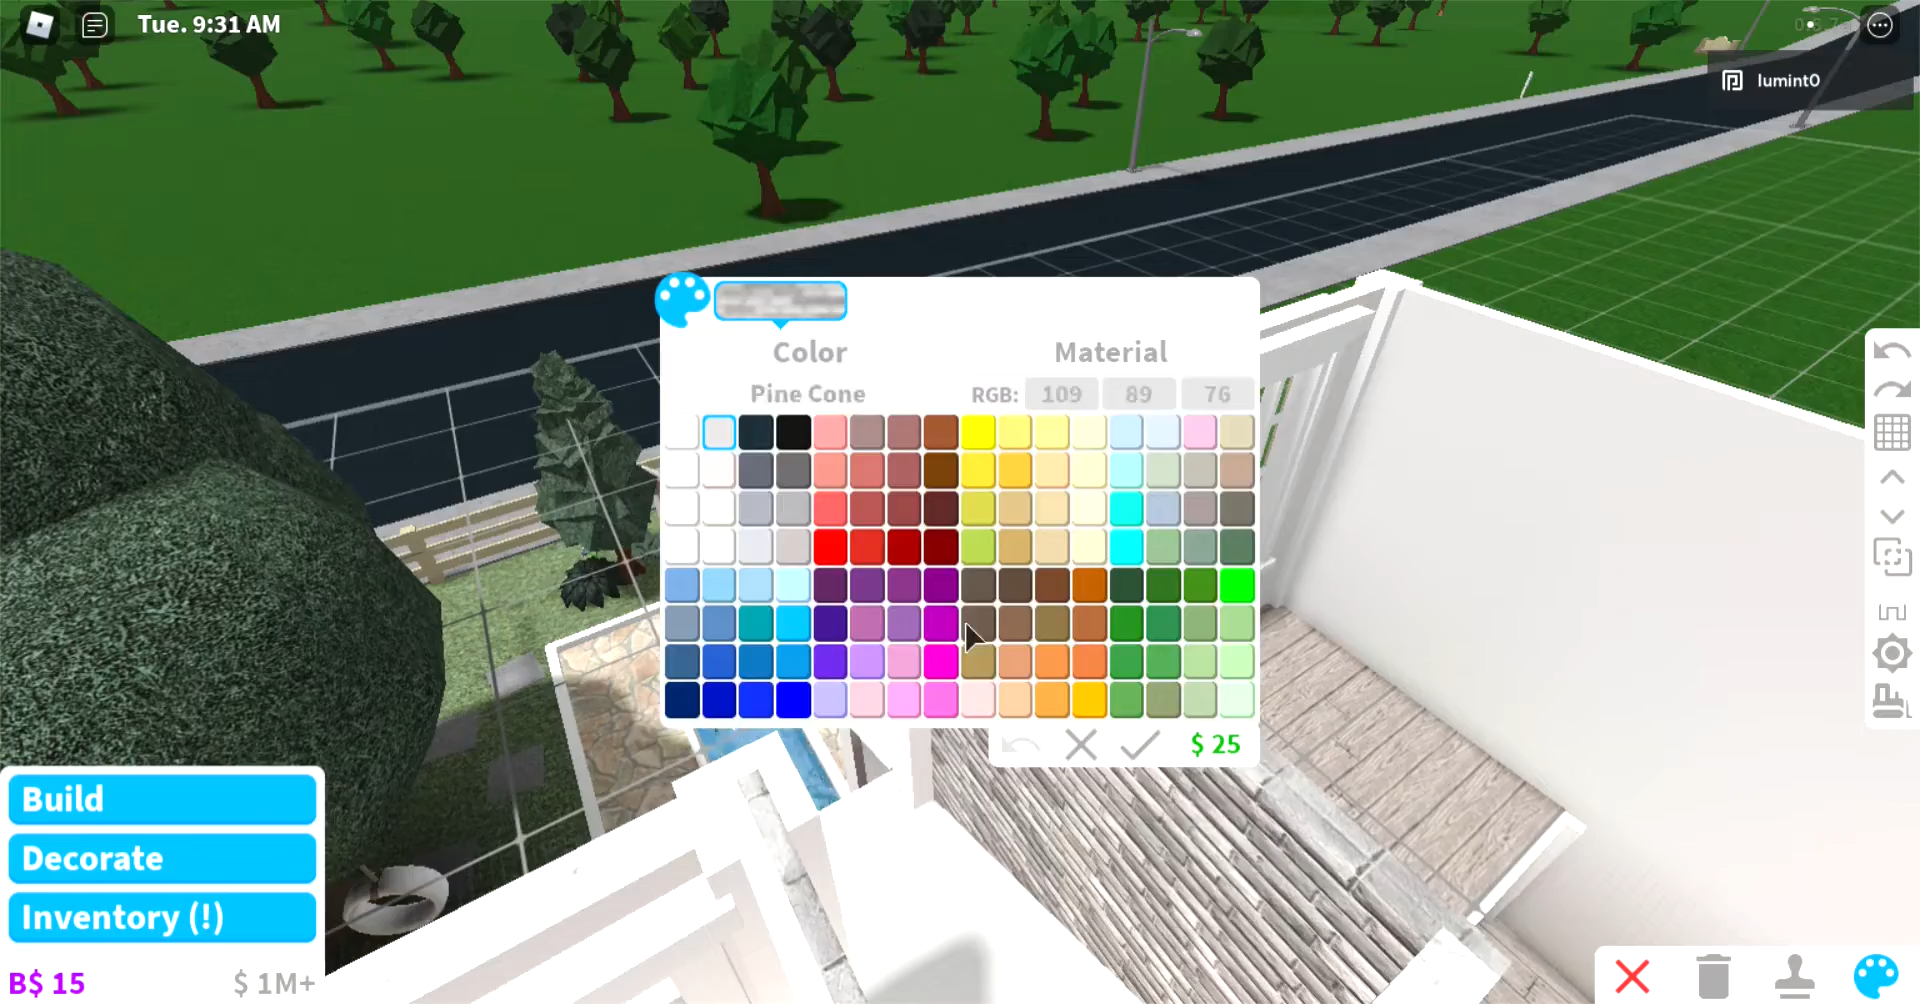 Tue. 9:31 AM
lumint0
Color
Material
Pine Cone
RGB: 109 89 76
$ 25
Build
Decorate
Inventory (!)
B$ 15
$ 1M+